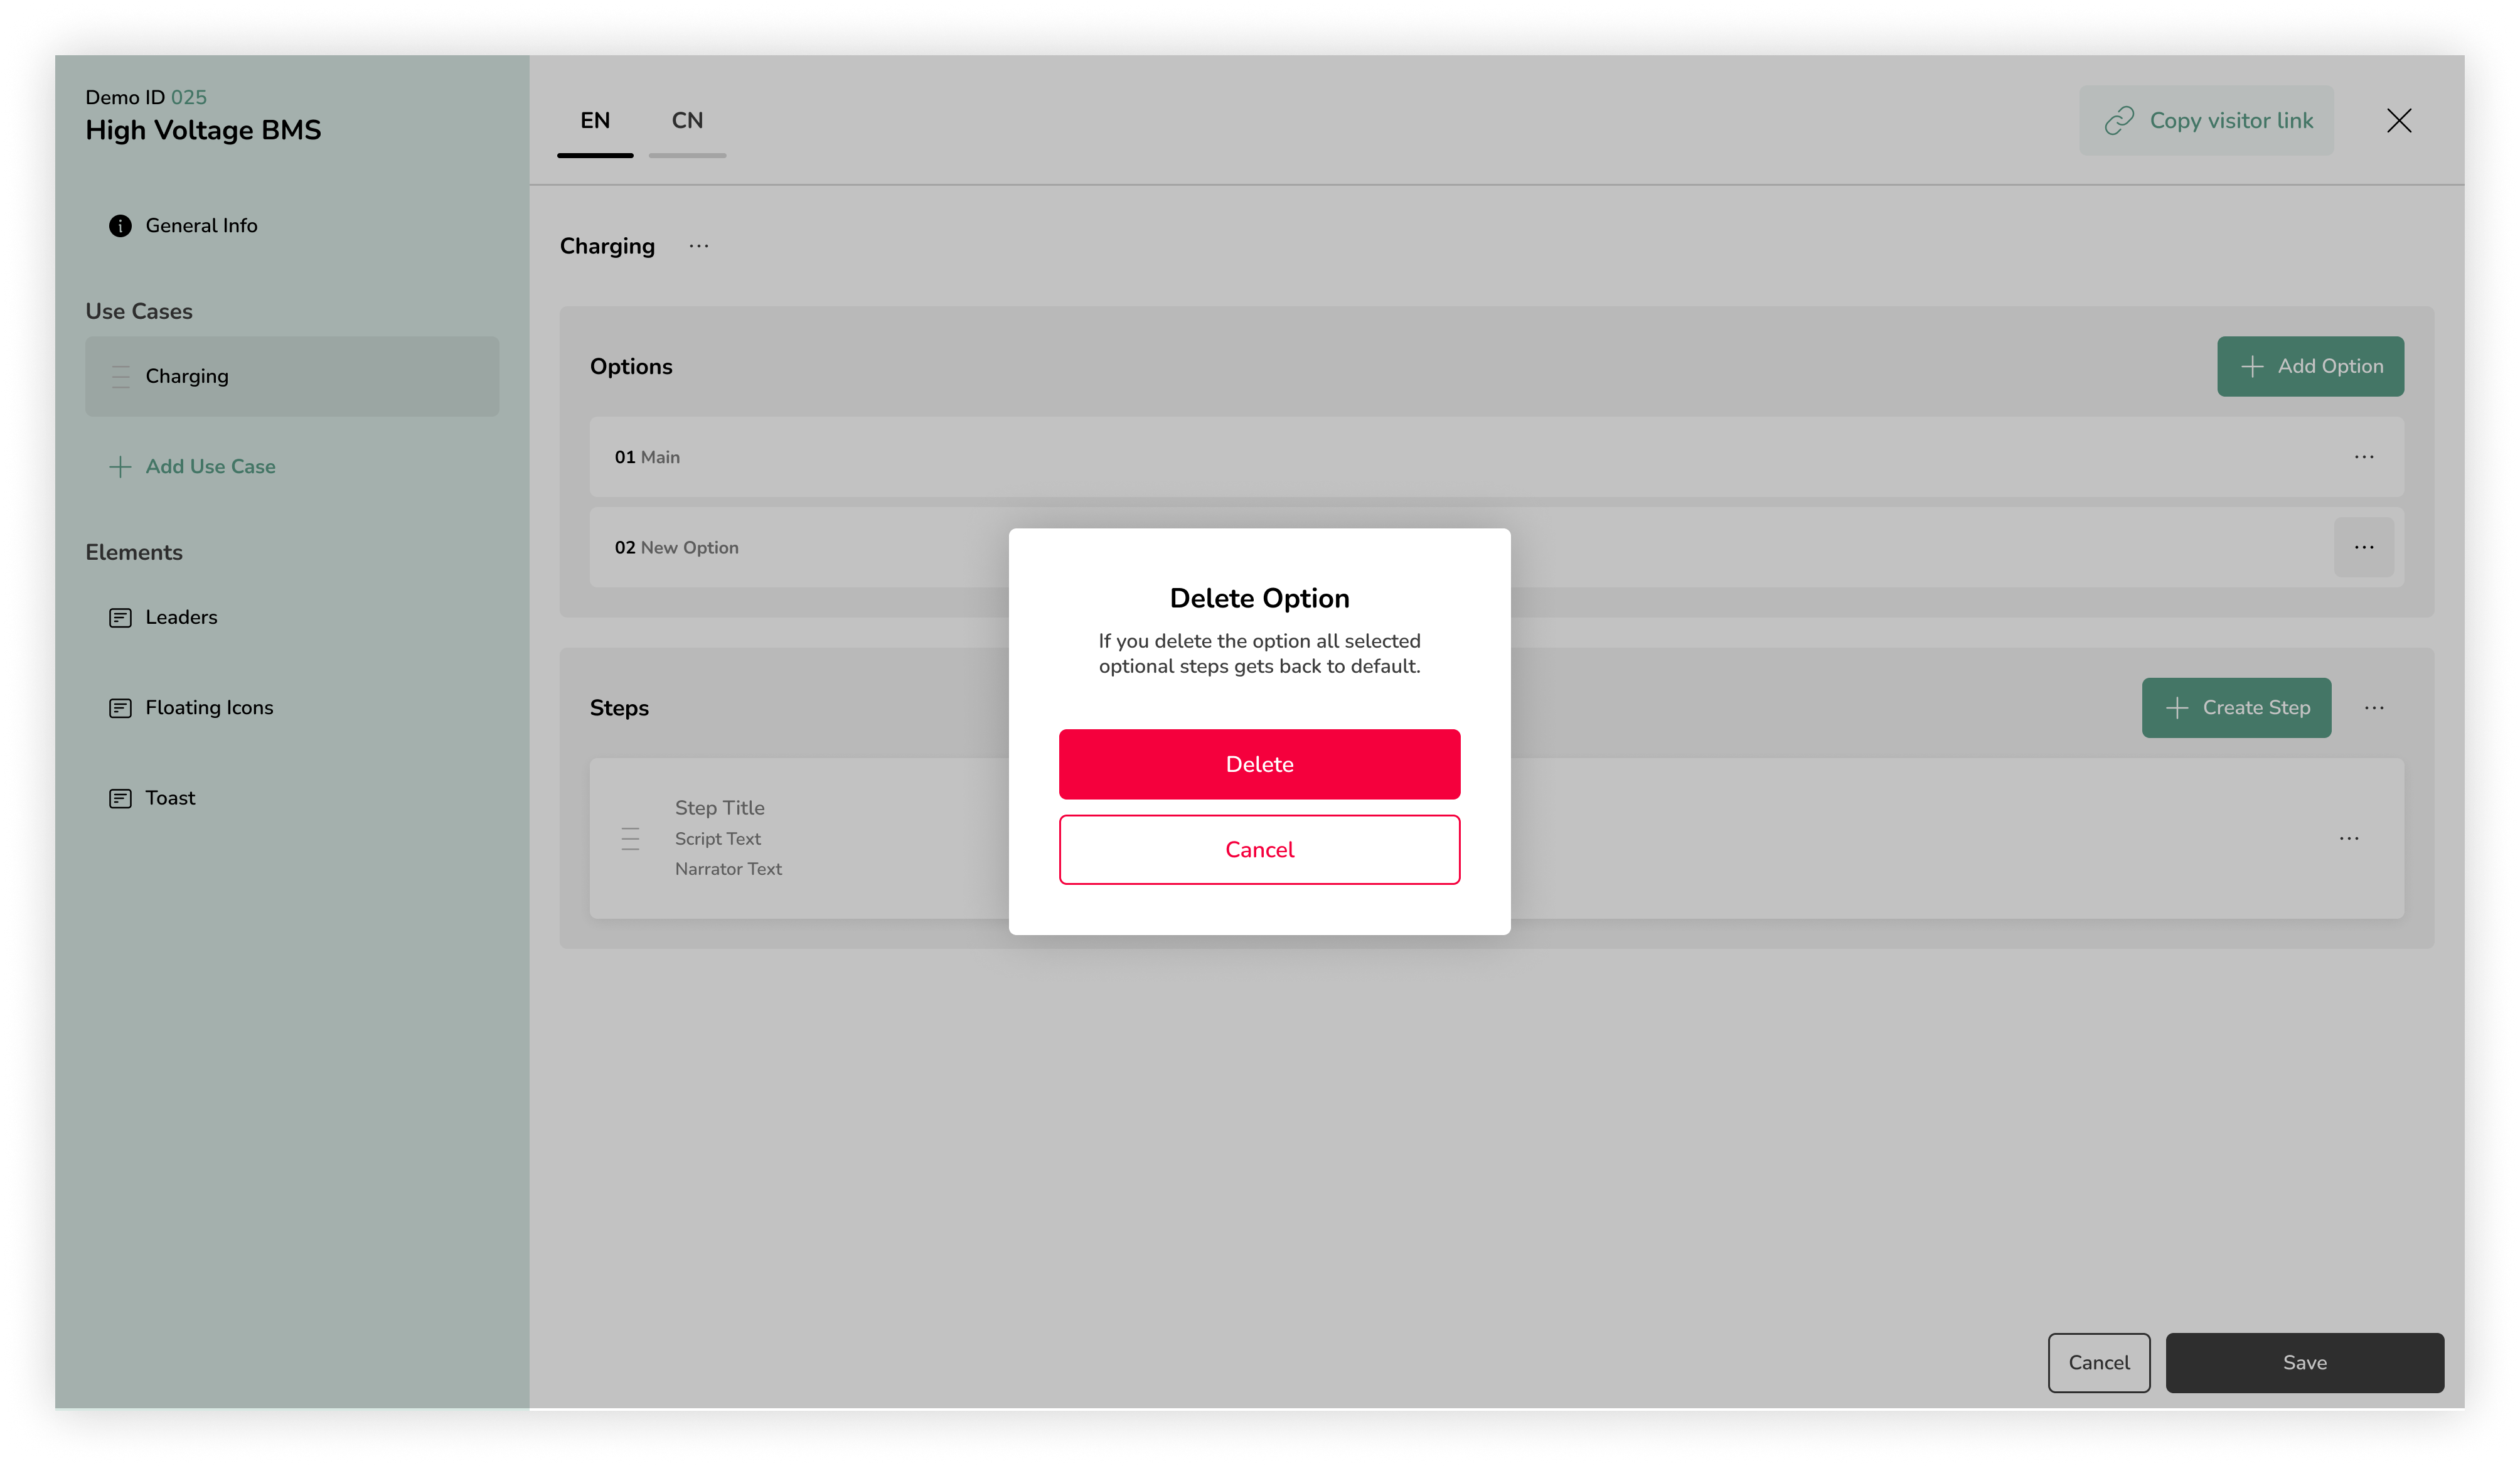 Demo ID 025
High Voltage BMS
General Info
Use Cases
Charging
Add Use Case
Elements
Leaders
Floating Icons
Toast
EN
CN
Copy visitor link
Charging
Options
Add Option
01 Main
02 New Option
Steps
Create Step
Step Title
Script Text
Narrator Text
Delete Option
If you delete the option all selected
optional steps gets back to default.
Delete
Cancel
Cancel
Save